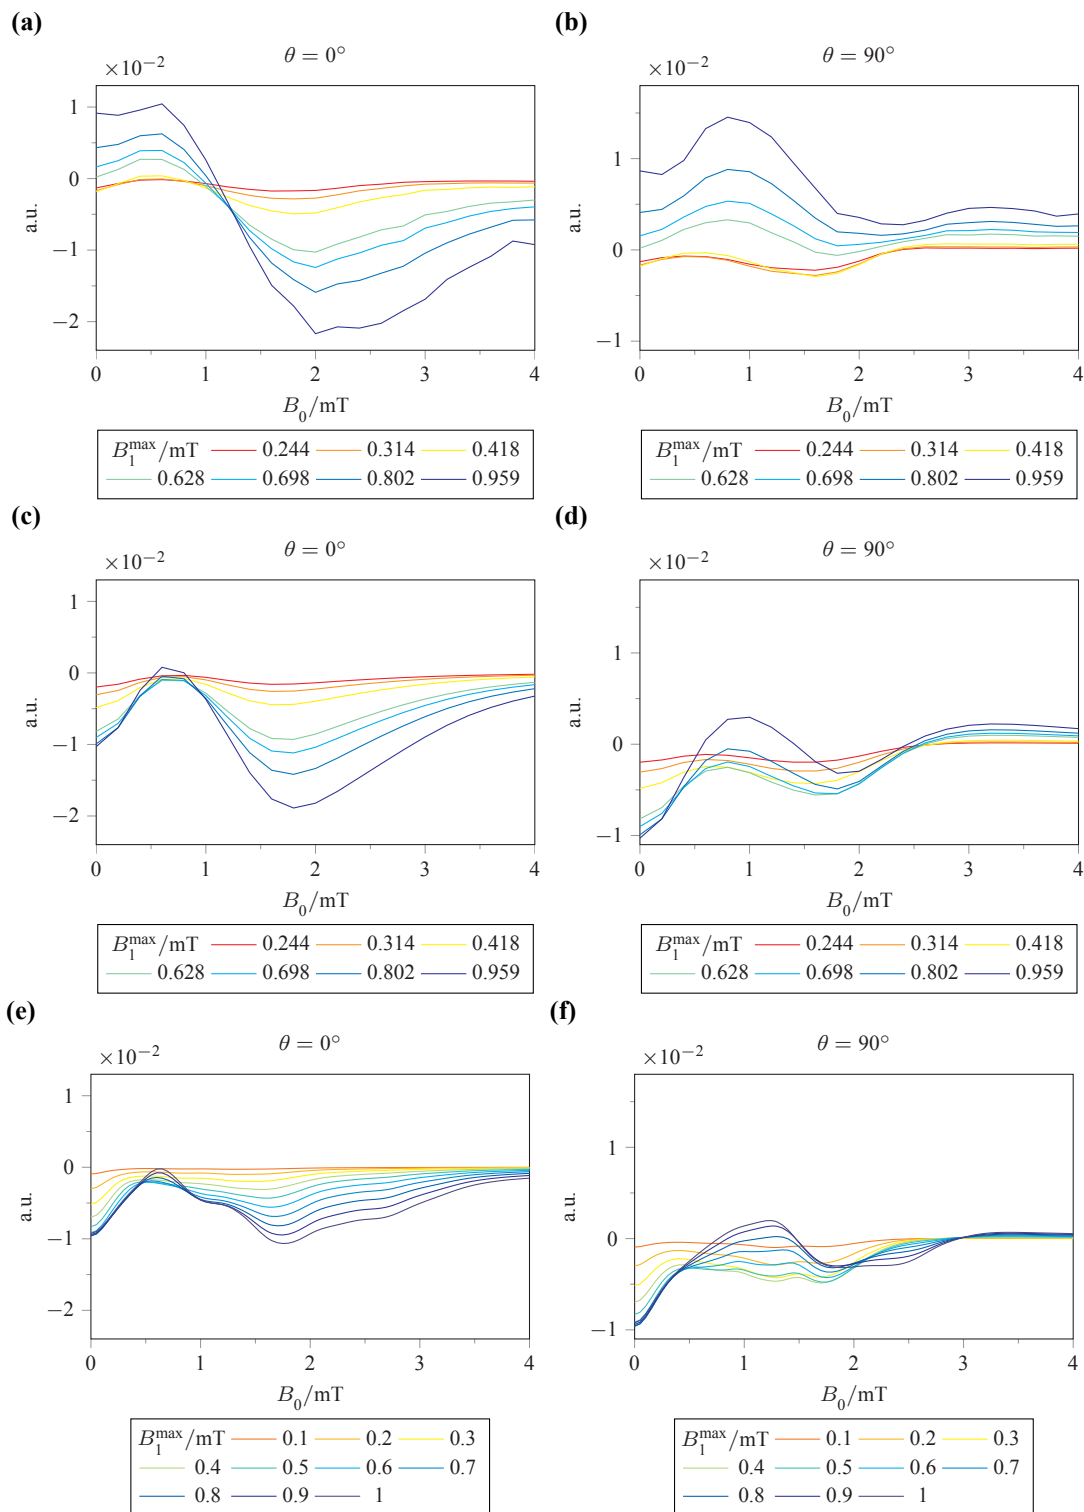 (a) (b)
θ = 0° θ = 90°
×10−2 ×10−2
1
0
−1
−2
a.u.
0 1 2 3 4
B0/mT
1
0
−1
a.u.
0 1 2 3 4
B0/mT
B1max/mT 0.244 0.314 0.418
0.628 0.698 0.802 0.959
B1max/mT 0.244 0.314 0.418
0.628 0.698 0.802 0.959
(c) (d)
θ = 0° θ = 90°
×10−2 ×10−2
1
0
−1
−2
a.u.
0 1 2 3 4
B0/mT
1
0
−1
a.u.
0 1 2 3 4
B0/mT
B1max/mT 0.244 0.314 0.418
0.628 0.698 0.802 0.959
B1max/mT 0.244 0.314 0.418
0.628 0.698 0.802 0.959
(e) (f)
θ = 0° θ = 90°
×10−2 ×10−2
1
0
−1
−2
a.u.
0 1 2 3 4
B0/mT
1
0
−1
a.u.
0 1 2 3 4
B0/mT
B1max/mT 0.1 0.2 0.3
0.4 0.5 0.6 0.7
0.8 0.9 1
B1max/mT 0.1 0.2 0.3
0.4 0.5 0.6 0.7
0.8 0.9 1